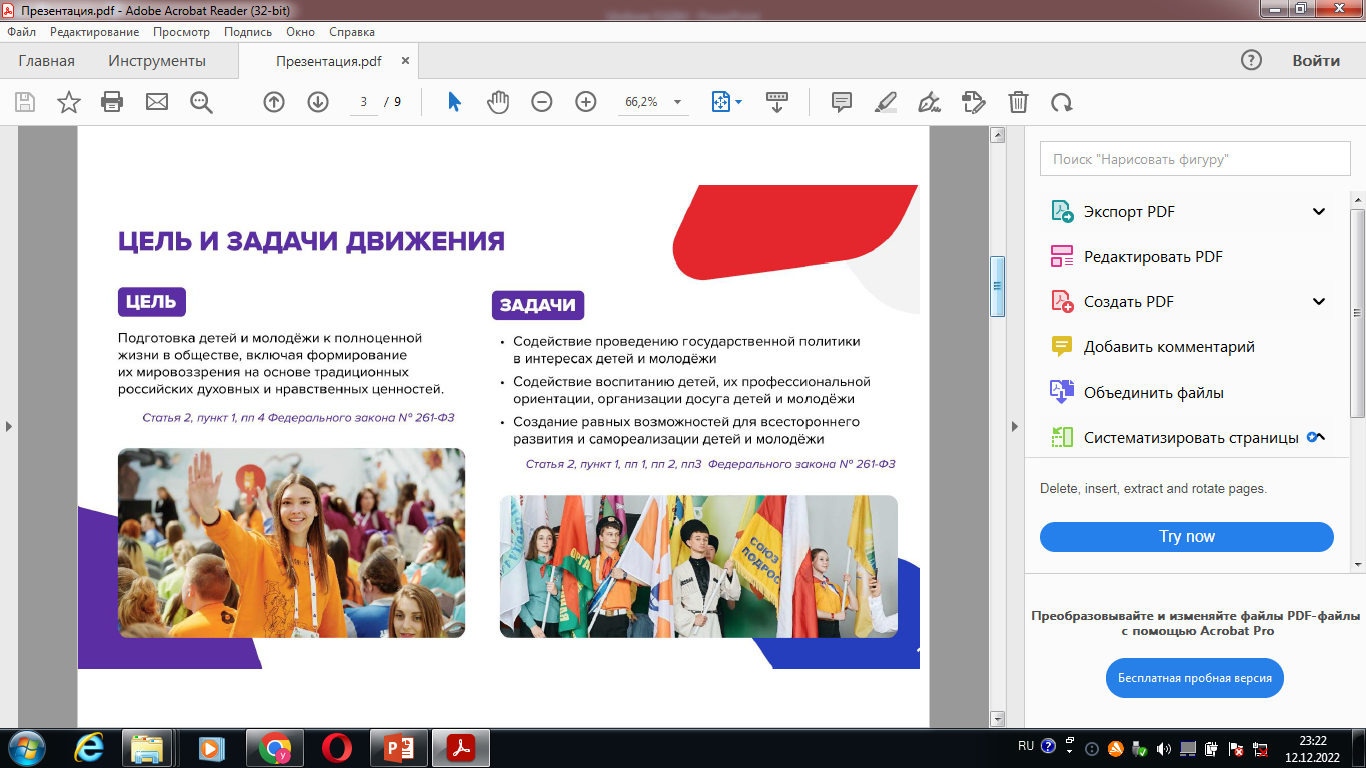 Презентация.pdf - Adobe Acrobat Reader (32-bit)
Файл Редактирование Просмотр Подпись Окно Справка
Главная Инструменты Презентация.pdf × ? Войти
3 / 9 66,2%
ЦЕЛЬ И ЗАДАЧИ ДВИЖЕНИЯ
ЦЕЛЬ
Подготовка детей и молодёжи к полноценной
жизни в обществе, включая формирование
их мировоззрения на основе традиционных
российских духовных и нравственных ценностей.
Статья 2, пункт 1, пп 4 Федерального закона № 261-ФЗ
ЗАДАЧИ
• Содействие проведению государственной политики
в интересах детей и молодёжи
• Содействие воспитанию детей, их профессиональной
ориентации, организации досуга детей и молодёжи
• Создание равных возможностей для всестороннего
развития и самореализации детей и молодёжи
Статья 2, пункт 1, пп 1, пп 2, пп3 Федерального закона № 261-ФЗ
СОЮЗ
Поиск "Нарисовать фигуру"
Экспорт PDF
Редактировать PDF
Создать PDF
Добавить комментарий
Объединить файлы
Систематизировать страницы
Delete, insert, extract and rotate pages.
Try now
Преобразовывайте и изменяйте файлы PDF-файлы
с помощью Acrobat Pro
Бесплатная пробная версия
RU
23:22
12.12.2022